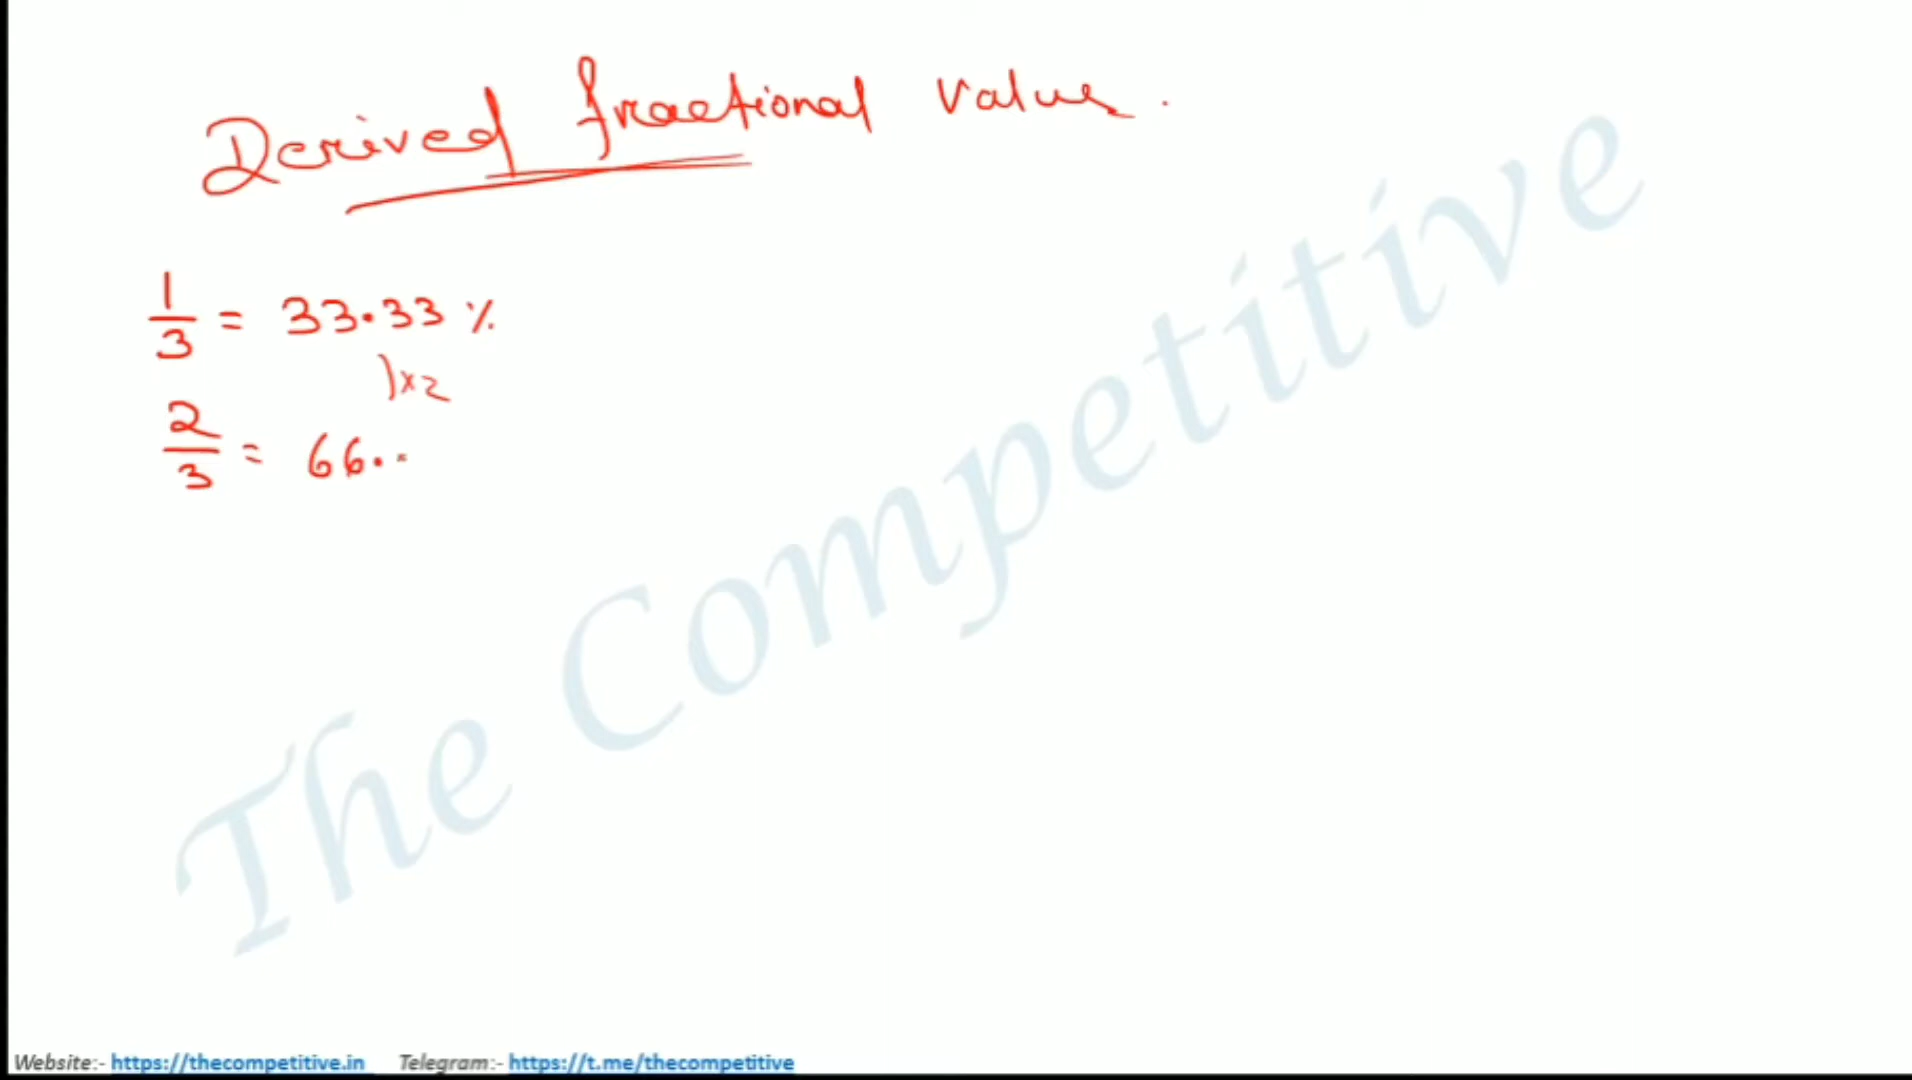 Derived fractional value.
1/3 = 33.33 %
)×2
2/3 = 66..
The Competitive
Website:- https://thecompetitive.in Telegram:- https://t.me/thecompetitive